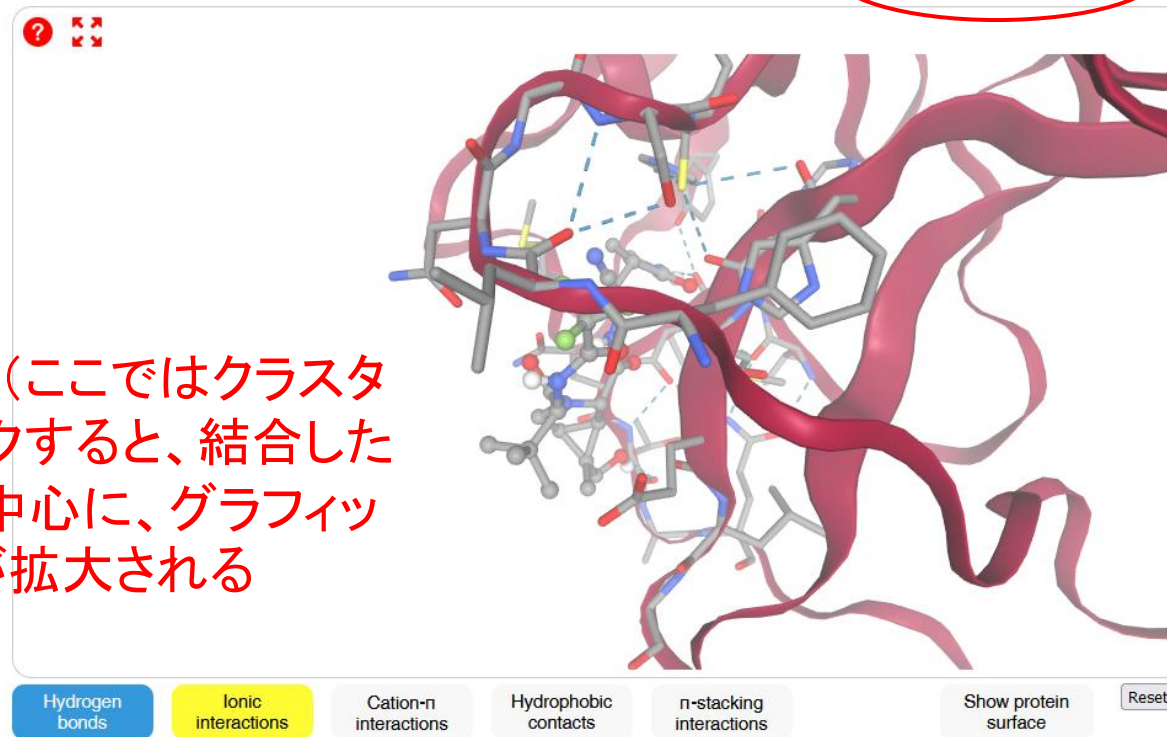 ?
（ここではクラスタ
クすると、結合した
中心に、グラフィッ
が拡大される
Hydrogen
bonds
Ionic
interactions
Cation-π
interactions
Hydrophobic
contacts
π-stacking
interactions
Show protein
surface
Reset